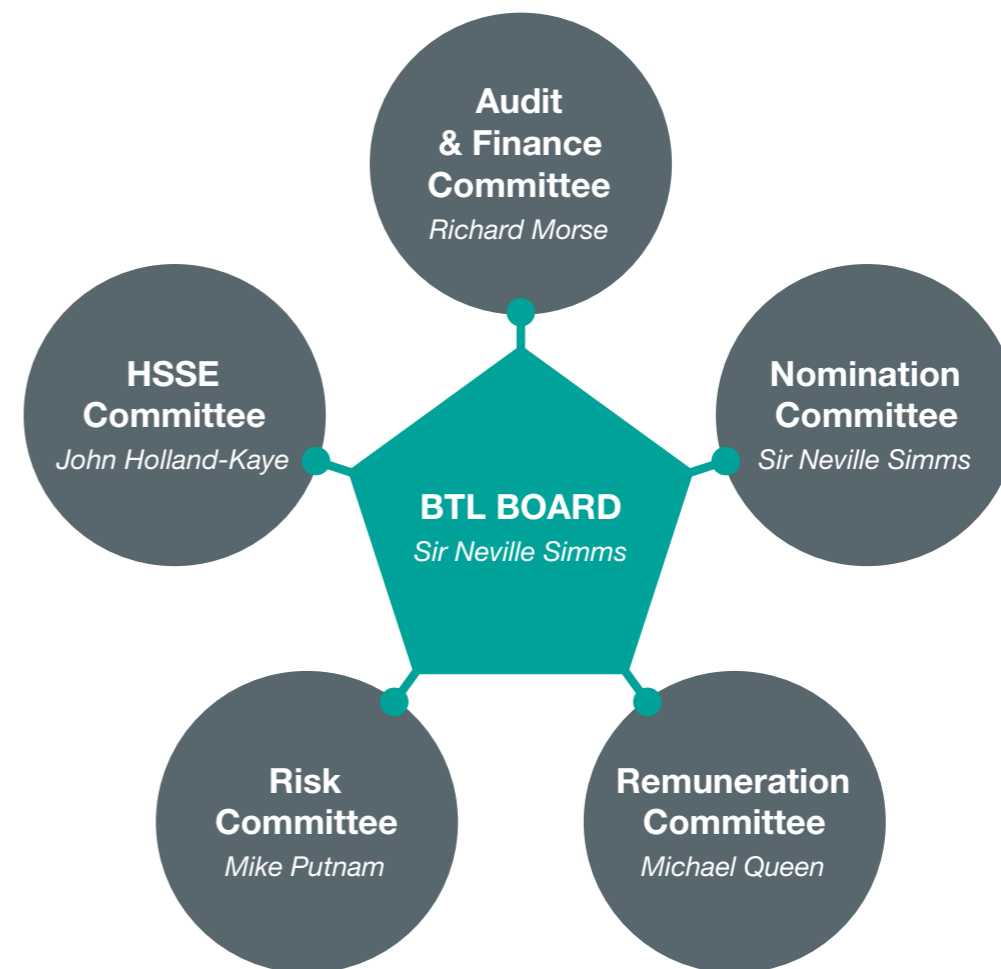 Audit
& Finance
Committee
Richard Morse
HSSE
Committee
John Holland-Kaye
Nomination
Committee
Sir Neville Simms
BTL BOARD
Sir Neville Simms
Risk
Committee
Mike Putnam
Remuneration
Committee
Michael Queen